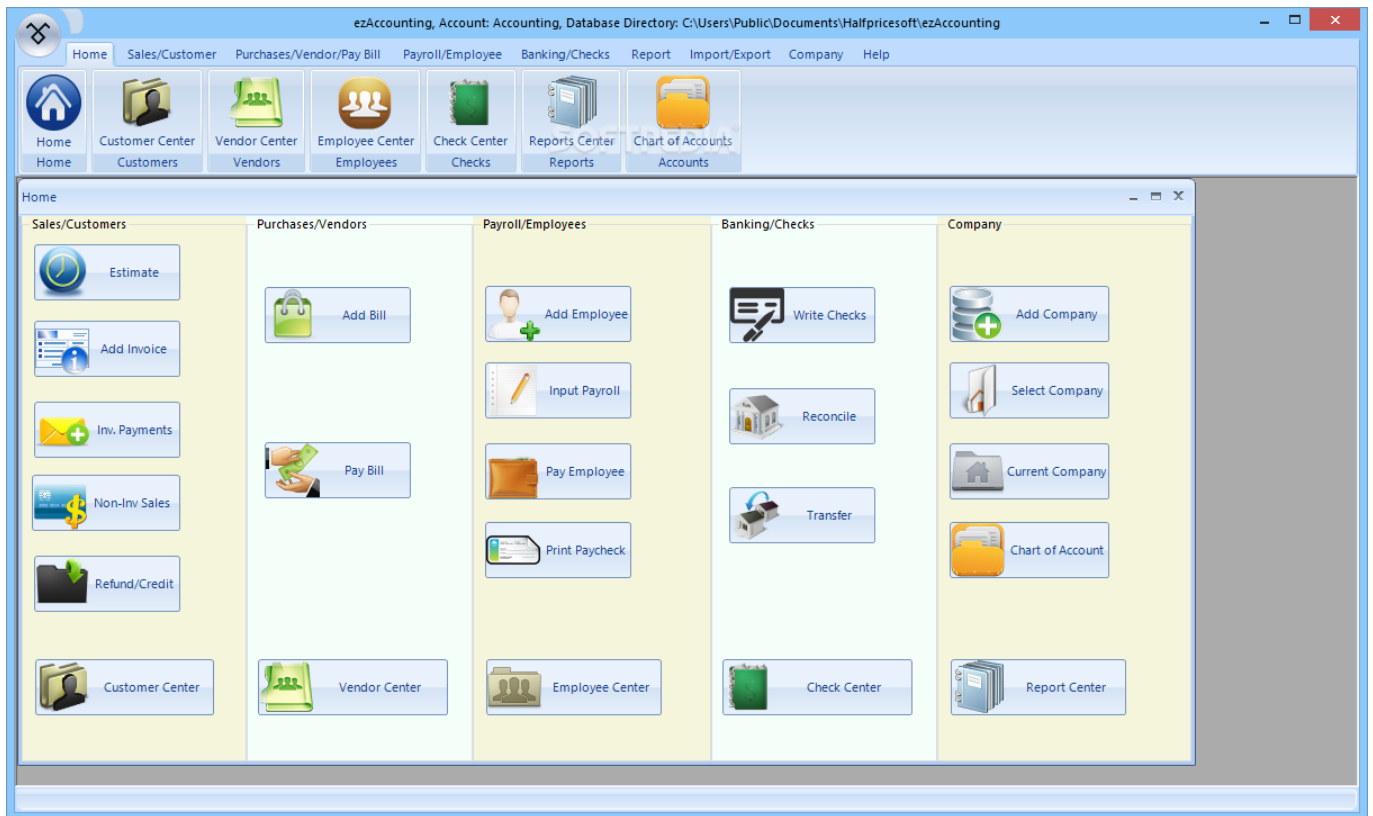 ezAccounting, Account: Accounting, Database Directory: C:\Users\Public\Documents\Halfpricesoft\ezAccounting
Home Sales/Customer Purchases/Vendor/Pay Bill Payroll/Employee Banking/Checks Report Import/Export Company Help
Home Customer Center Vendor Center Employee Center Check Center Reports Center Chart of Accounts
SOFTPEDIA
Home Customers Vendors Employees Checks Reports Accounts
Home
Sales/Customers Purchases/Vendors Payroll/Employees Banking/Checks Company
Estimate
Add Bill Add Employee Write Checks Add Company
Add Invoice
Input Payroll Select Company
Reconcile
Inv. Payments
Pay Bill Pay Employee Current Company
Non-Inv Sales
Transfer
Print Paycheck Chart of Account
Refund/Credit
Customer Center Vendor Center Employee Center Check Center Report Center